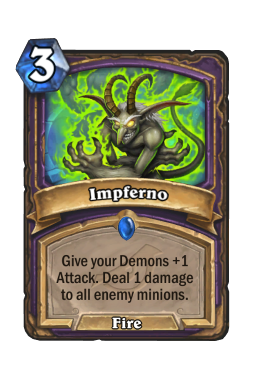 3
Impferno
Give your Demons +1
Attack. Deal 1 damage
to all enemy minions.
Fire